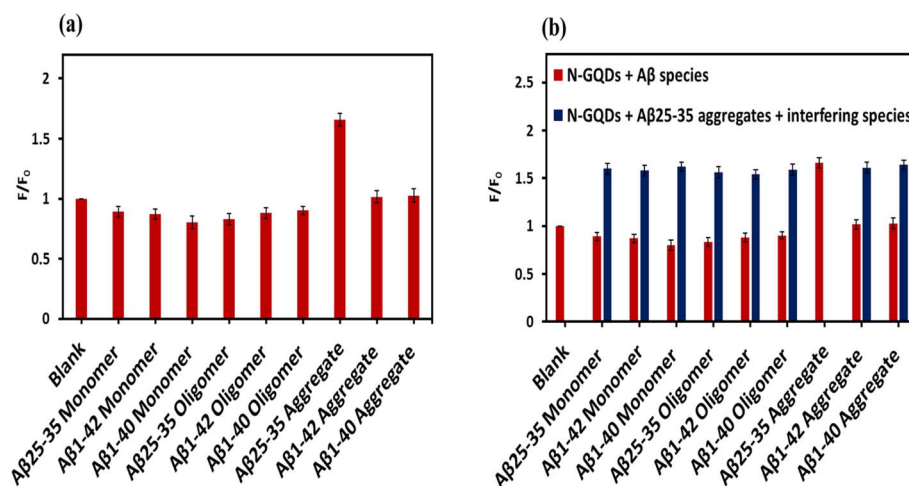 (a)
2
1.5
1
0.5
0
F/F₀
Blank
Aβ25-35 Monomer
Aβ1-42 Monomer
Aβ1-40 Monomer
Aβ25-35 Oligomer
Aβ1-42 Oligomer
Aβ1-40 Oligomer
Aβ25-35 Aggregate
Aβ1-42 Aggregate
Aβ1-40 Aggregate
(b)
N-GQDs + Aβ species
N-GQDs + Aβ25-35 aggregates + interfering species
2.5
2
1.5
1
0.5
0
F/F₀
Blank
Aβ25-35 Monomer
Aβ1-42 Monomer
Aβ1-40 Monomer
Aβ25-35 Oligomer
Aβ1-42 Oligomer
Aβ1-40 Oligomer
Aβ25-35 Aggregate
Aβ1-42 Aggregate
Aβ1-40 Aggregate